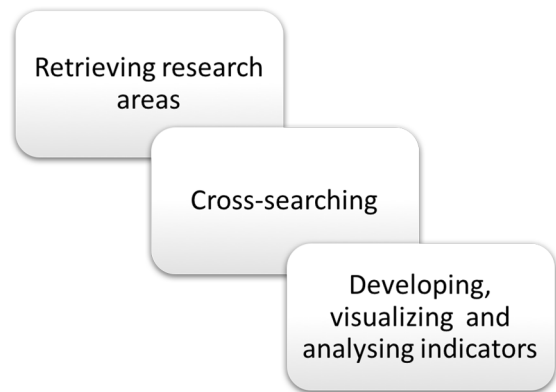 Retrieving research
areas
Cross-searching
Developing,
visualizing and
analysing indicators